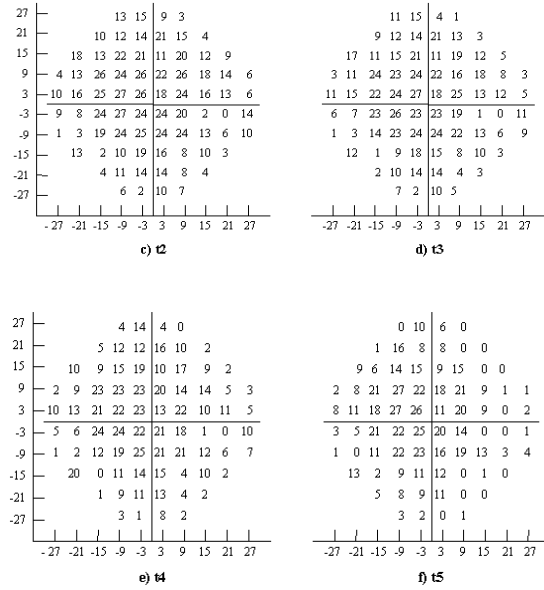 27 13 15 9 3
21 10 12 14 21 15 4
15 18 13 22 21 11 20 12 9
9 4 13 26 24 26 22 26 18 14 6
3 10 16 25 27 26 18 24 16 13 6
-3 9 8 24 27 24 24 20 2 0 14
-9 1 3 19 24 25 24 24 13 6 10
-15 13 2 10 19 16 8 10 3
-21 4 11 14 14 8 4
-27 6 2 10 7
-27 -21 -15 -9 -3 3 9 15 21 27
c) t2
11 15 4 1
9 12 14 21 13 3
17 11 15 21 11 19 12 5
3 11 24 23 24 22 16 18 8 3
11 15 22 24 27 18 25 13 12 5
6 7 23 26 23 23 19 1 0 11
1 3 14 23 24 24 22 13 6 9
12 1 9 18 15 8 10 3
2 10 14 14 4 3
7 2 10 5
-27 -21 -15 -9 -3 3 9 15 21 27
d) t3
27 4 14 4 0
21 5 12 12 16 10 2
15 10 9 15 19 10 17 9 2
9 2 9 23 23 23 20 14 14 5 3
3 10 13 21 22 23 13 22 10 11 5
-3 5 6 24 24 22 21 18 1 0 10
-9 1 2 12 19 25 21 21 12 6 7
-15 20 0 11 14 15 4 10 2
-21 1 9 11 13 4 2
-27 3 1 8 2
- 27 -21 -15 -9 -3 3 9 15 21 27
e) t4
0 10 6 0
1 16 8 8 0 0
9 6 14 15 9 15 0 0
2 8 21 27 22 18 21 9 1 1
8 11 18 27 26 11 20 9 0 2
3 5 21 22 25 20 14 0 0 1
1 0 11 22 23 16 19 13 3 4
13 2 9 11 12 0 1 0
5 8 9 11 0 0
3 2 0 1
-27 -21 -15 -9 -3 3 9 15 21 27
f) t5